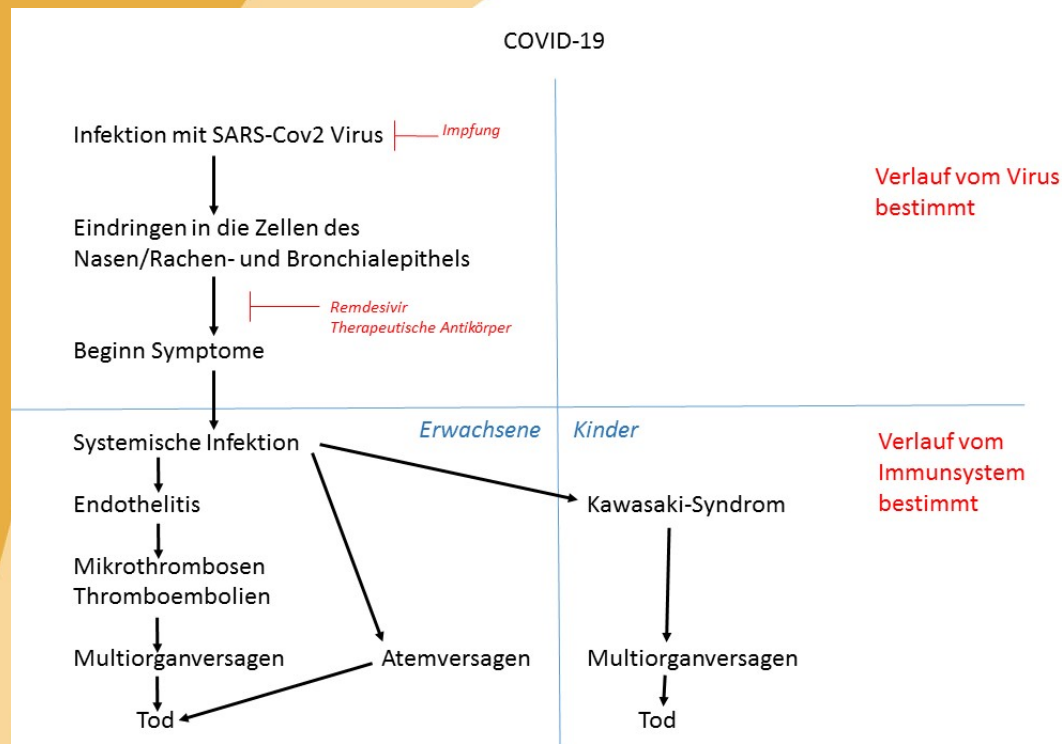 COVID-19
Infektion mit SARS-Cov2 Virus
Impfung
Verlauf vom Virus
bestimmt
Eindringen in die Zellen des
Nasen/Rachen- und Bronchialepithels
Remdesivir
Therapeutische Antikörper
Beginn Symptome
Erwachsene
Kinder
Systemische Infektion
Verlauf vom
Immunsystem
bestimmt
Endothelitis
Kawasaki-Syndrom
Mikrothrombosen
Thromboembolien
Multiorganversagen
Atemversagen
Multiorganversagen
Tod
Tod